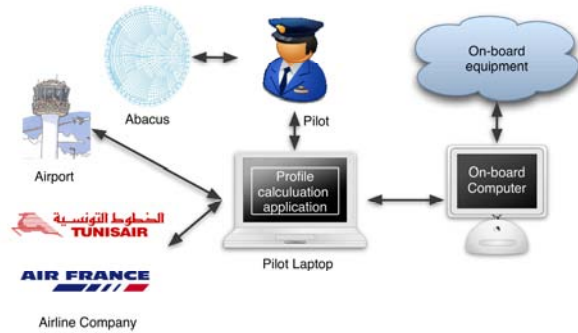 On-board
equipment
Abacus
Pilot
Airport
Profile
calculuation
application
On-board
Computer
الخطوط التونسية
TUNISAIR
Pilot Laptop
AIR FRANCE
Airline Company